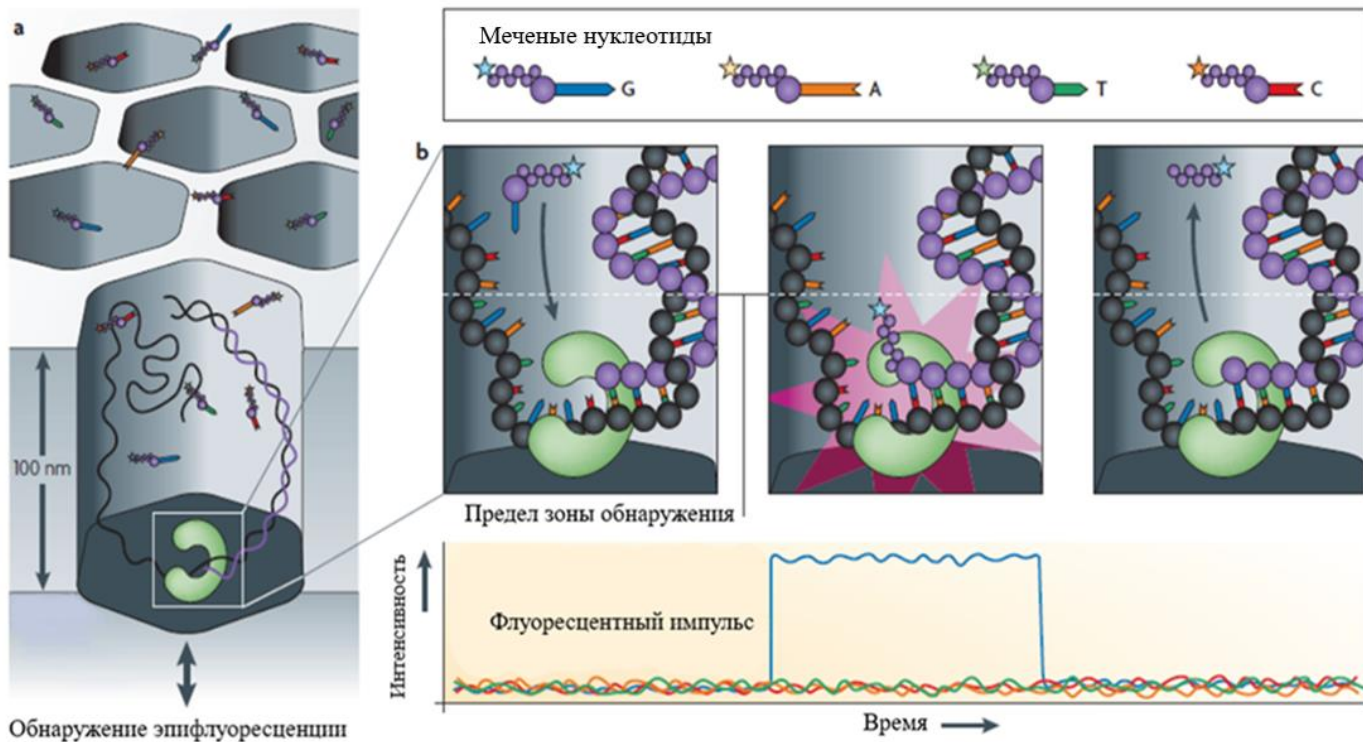 a
Меченые нуклеотиды
G
A
T
C
b
100 nm
Предел зоны обнаружения
Интенсивность
Флуоресцентный импульс
Время
Обнаружение эпифлуоресценции